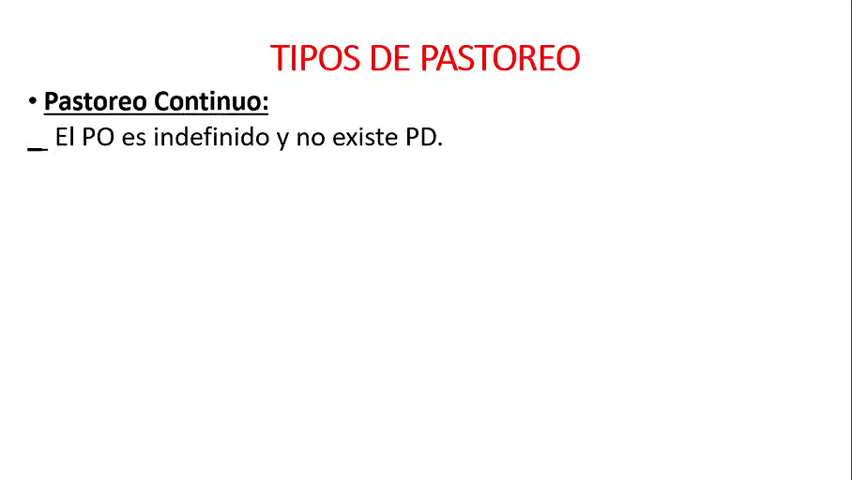 TIPOS DE PASTOREO
• Pastoreo Continuo:
_ El PO es indefinido y no existe PD.